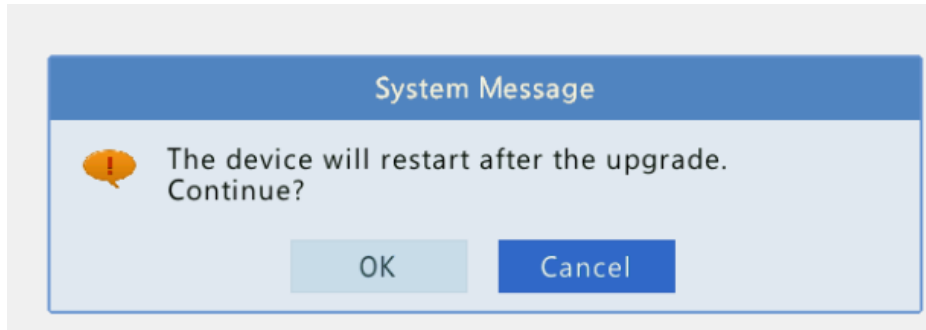 System Message
The device will restart after the upgrade.
Continue?
OK
Cancel